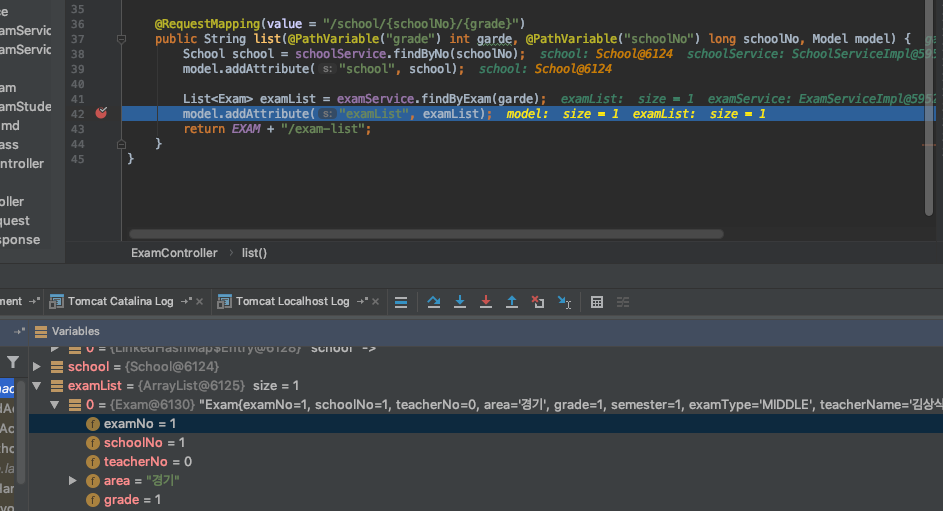 ce
xamServic
xamServic
am
amStude
md
ass
ntroller
oller
quest
sponse
35
36 @RequestMapping(value = "/school/{schoolNo}/{grade}")
37 public String list(@PathVariable("grade") int garde, @PathVariable("schoolNo") long schoolNo, Model model) {
38 School school = schoolService.findByNo(schoolNo); school: School@6124 schoolService: SchoolServiceImpl@595
39 model.addAttribute( s: "school", school); school: School@6124
40
41 List<Exam> examList = examService.findByExam(garde); examList: size = 1 examService: ExamServiceImpl@5952
42 model.addAttribute( s: "examList", examList); model: size = 1 examList: size = 1
43 return EXAM + "/exam-list";
44 }
45 }
ExamController › list()
ment Tomcat Catalina Log Tomcat Localhost Log
Variables
0 = {LinkedHashMap$Entry@6128} "school" ->
school = {School@6124}
examList = {ArrayList@6125} size = 1
0 = {Exam@6130} "Exam{examNo=1, schoolNo=1, teacherNo=0, area='경기', grade=1, semester=1, examType='MIDDLE', teacherName='김상식
examNo = 1
schoolNo = 1
teacherNo = 0
area = "경기"
grade = 1